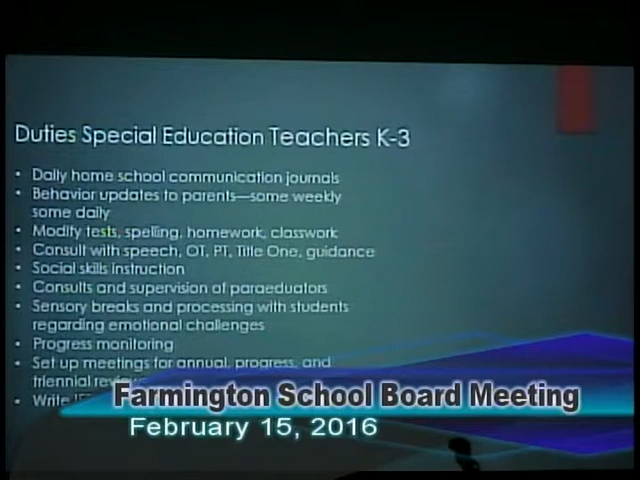 Duties Special Education Teachers K-3
• Daily home school communication journals
• Behavior updates to parents—some weekly
some daily
• Modify tests, spelling, homework, classwork
• Consult with speech, OT, PT, Title One, guidance
• Social skills instruction
• Consults and supervision of paraeduators
• Sensory breaks and processing with students
regarding emotional challenges
• Progress monitoring
• Set up meetings for annual, progress, and
triennial
• Write
Farmington School Board Meeting
February 15, 2016